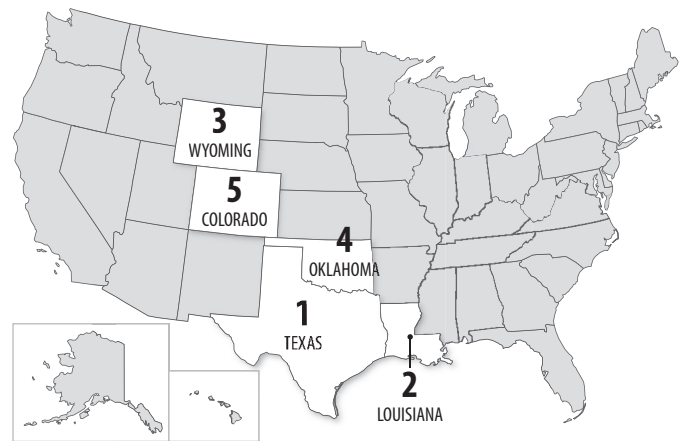 3
WYOMING
5
COLORADO
4
OKLAHOMA
1
TEXAS
2
LOUISIANA